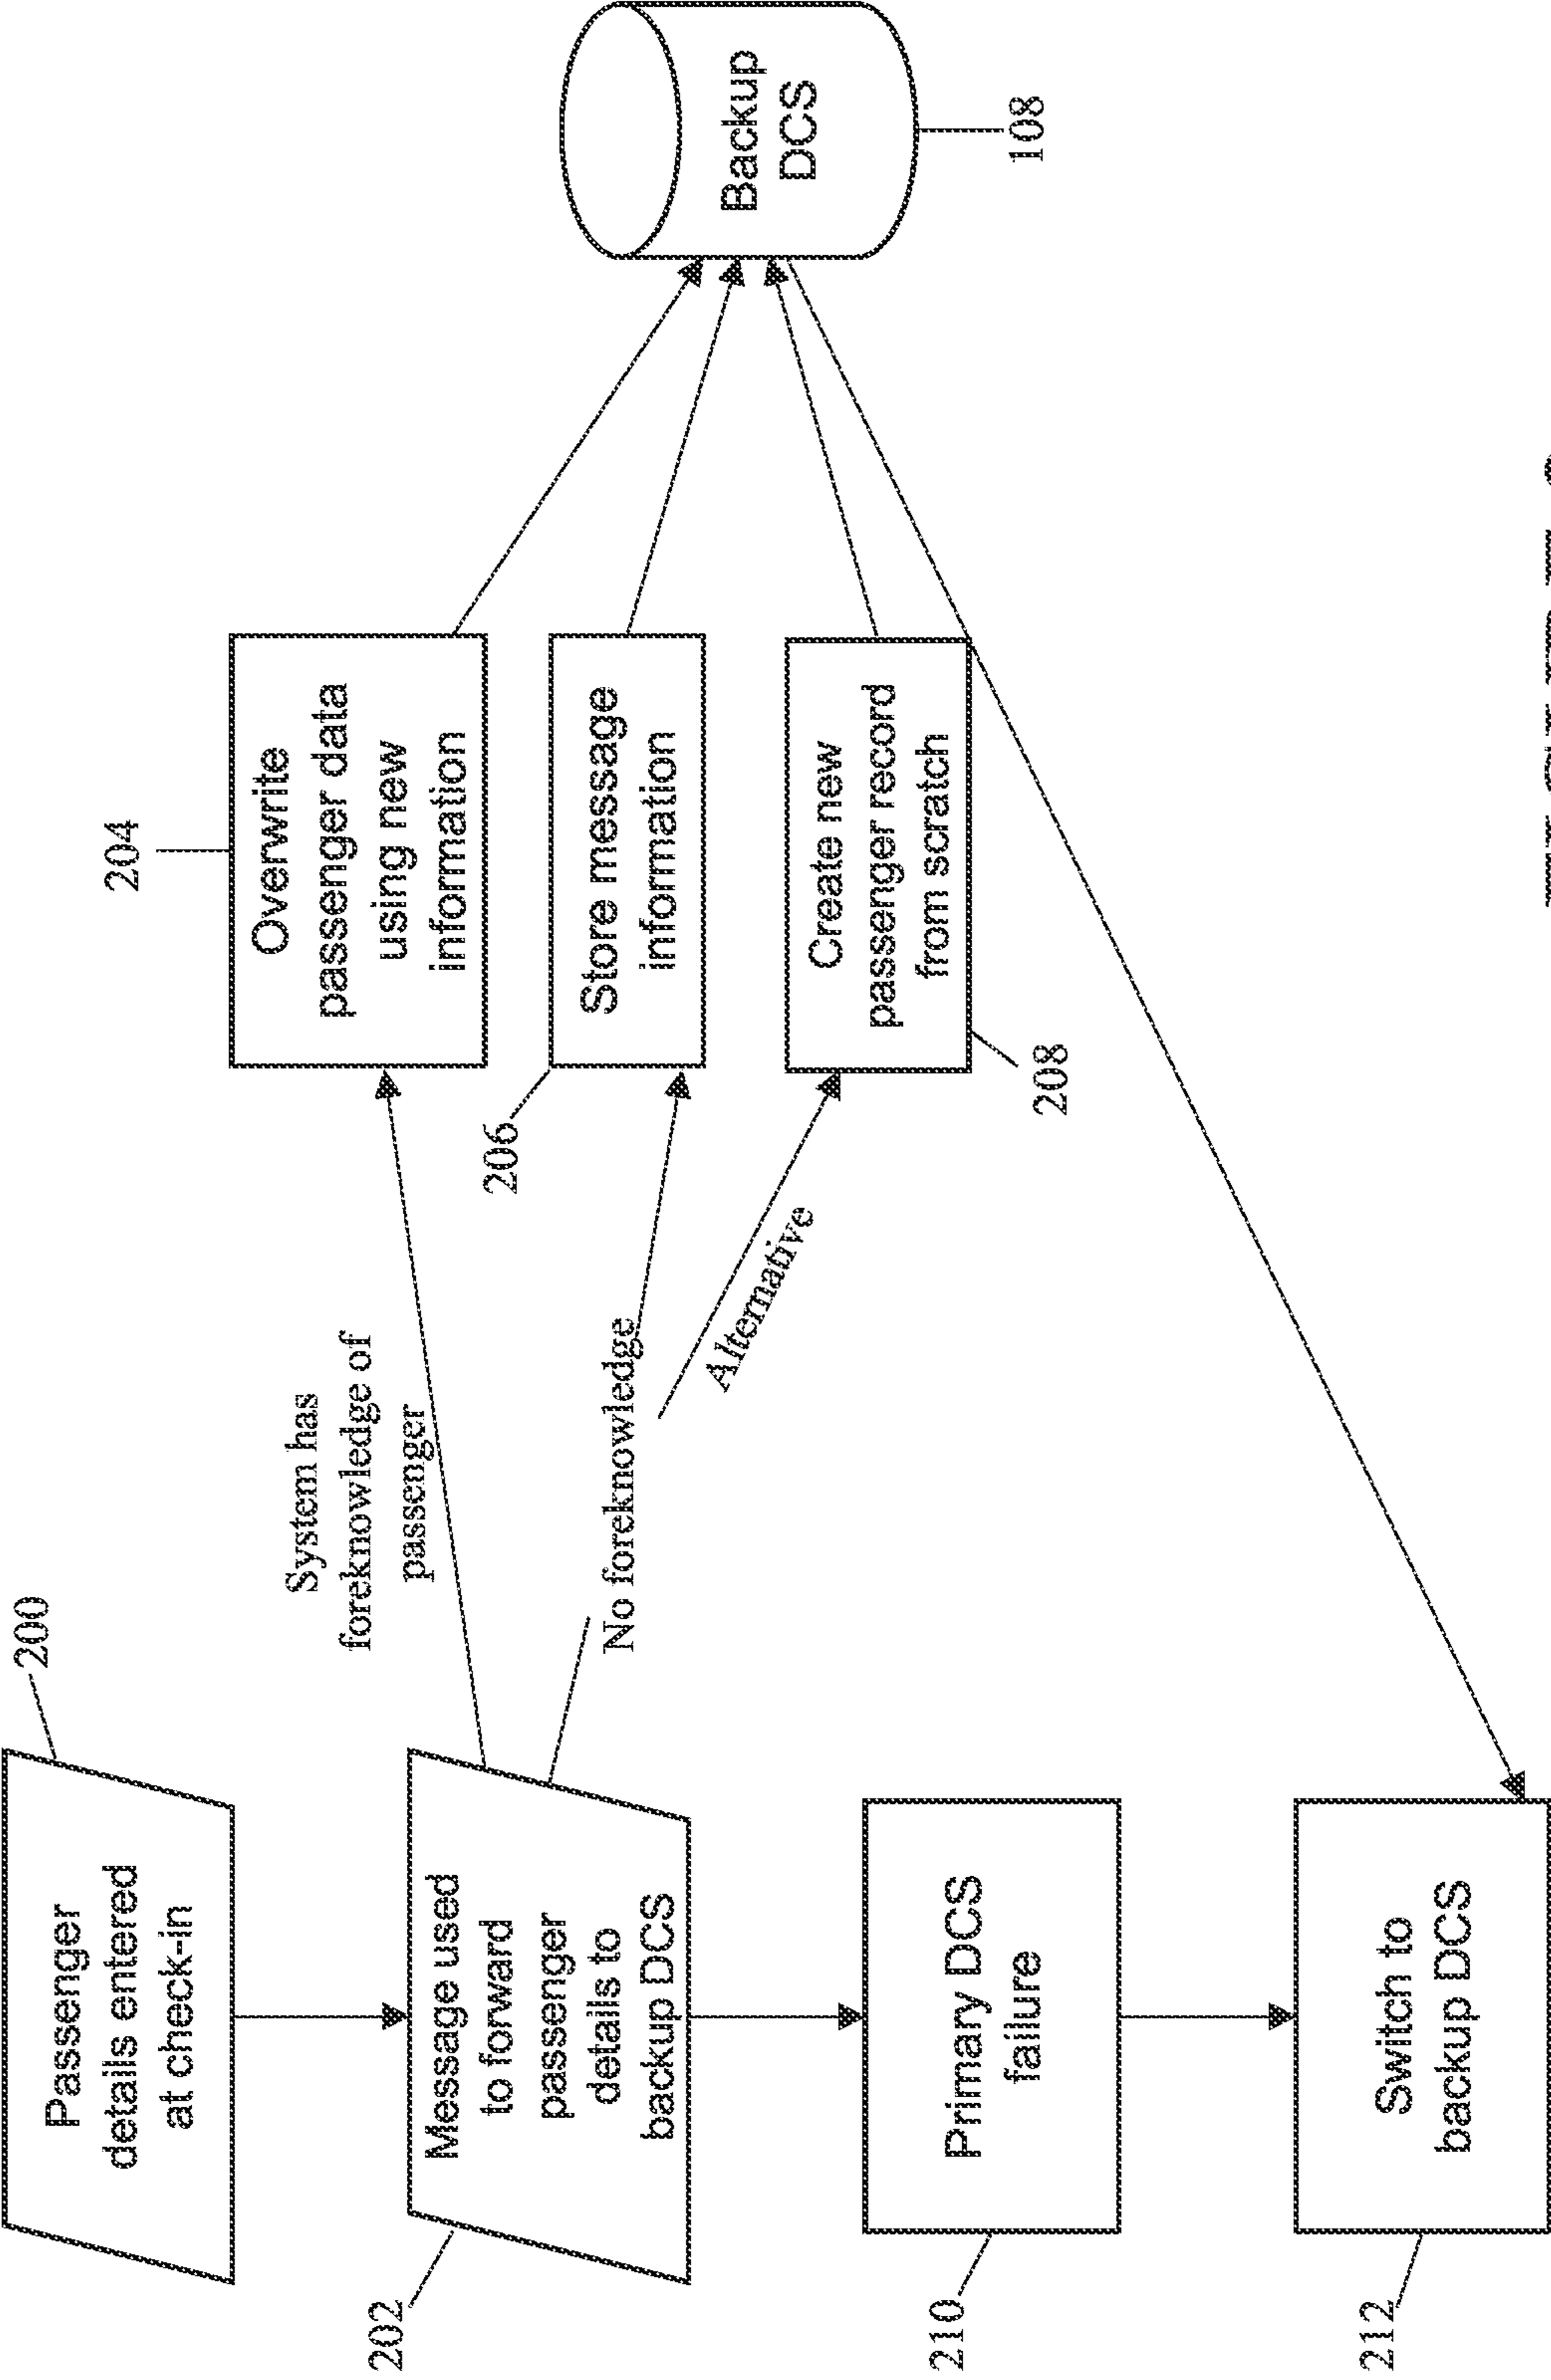 200
Passenger
details entered
at check-in
202
Message used
to forward
passenger
details to
backup DCS
System has
foreknowledge of
passenger
No foreknowledge
Alternative
204
Overwrite
passenger data
using new
information
206
Store message
information
208
Create new
passenger record
from scratch
Backup
DCS
108
210
Primary DCS
failure
212
Switch to
backup DCS